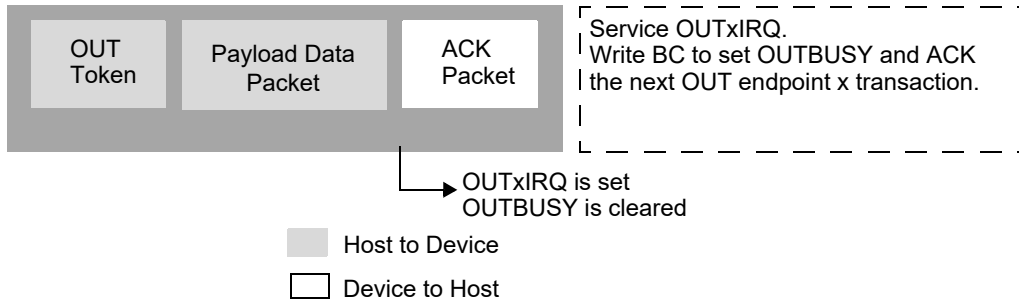 OUT
Token
Payload Data
Packet
ACK
Packet
Service OUTxIRQ.
Write BC to set OUTBUSY and ACK
the next OUT endpoint x transaction.
OUTxIRQ is set
OUTBUSY is cleared
Host to Device
Device to Host